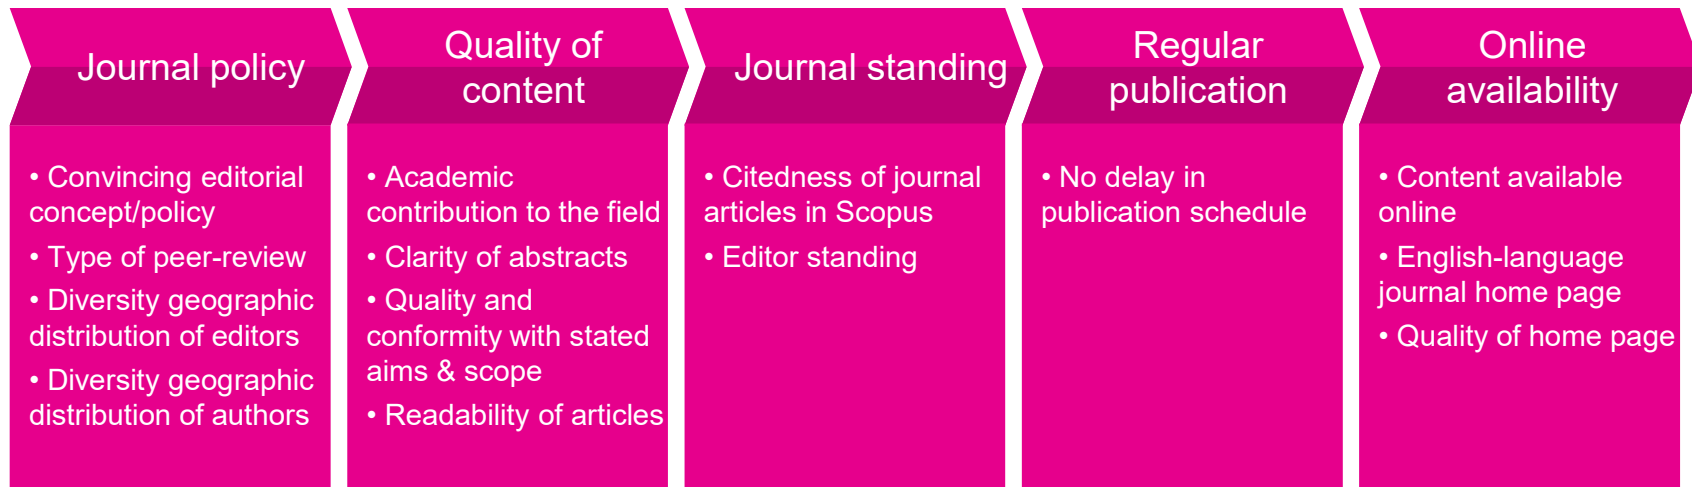 Journal policy
• Convincing editorial
concept/policy
• Type of peer-review
• Diversity geographic
distribution of editors
• Diversity geographic
distribution of authors
Quality of
content
• Academic
contribution to the field
• Clarity of abstracts
• Quality and
conformity with stated
aims & scope
• Readability of articles
Journal standing
• Citedness of journal
articles in Scopus
• Editor standing
Regular
publication
• No delay in
publication schedule
Online
availability
• Content available
online
• English-language
journal home page
• Quality of home page